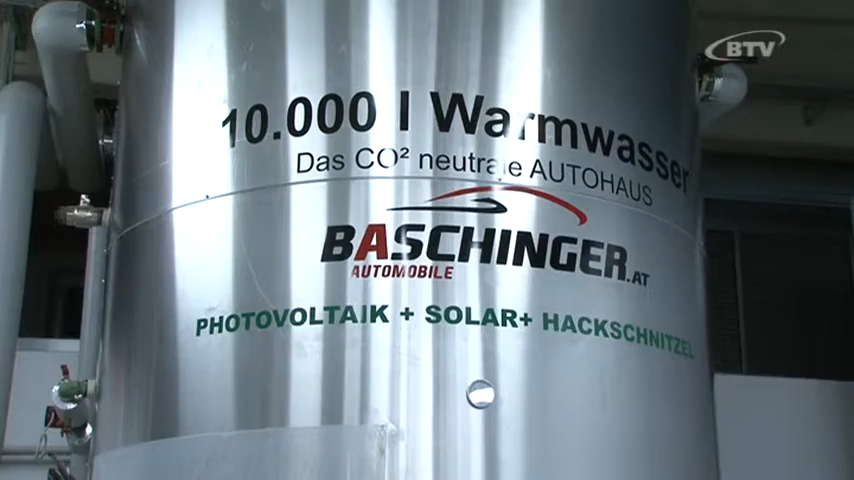 BTV
10.000 l Warmwasser
Das CO² neutrale AUTOHAUS
BASCHINGER.AT
AUTOMOBILE
PHOTOVOLTAIK + SOLAR+ HACKSCHNITZEL